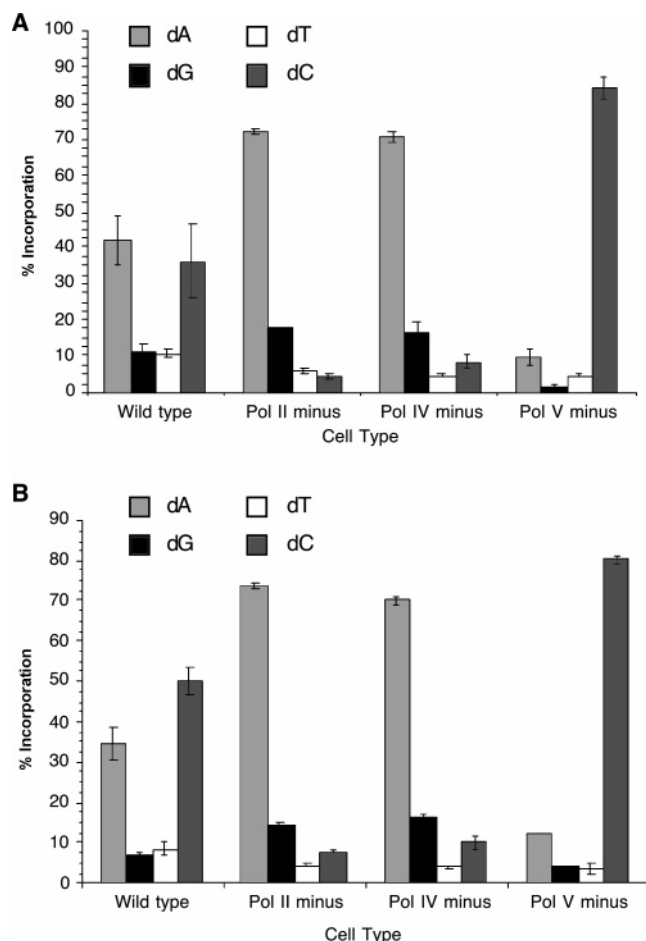 A
dA dT
dG dC
100
90
80
70
60
50
40
30
20
10
0
% Incorporation
Wild type Pol II minus Pol IV minus Pol V minus
Cell Type
B
dA dT
dG dC
90
80
70
60
50
40
30
20
10
0
% Incorporation
Wild type Pol II minus Pol IV minus Pol V minus
Cell Type